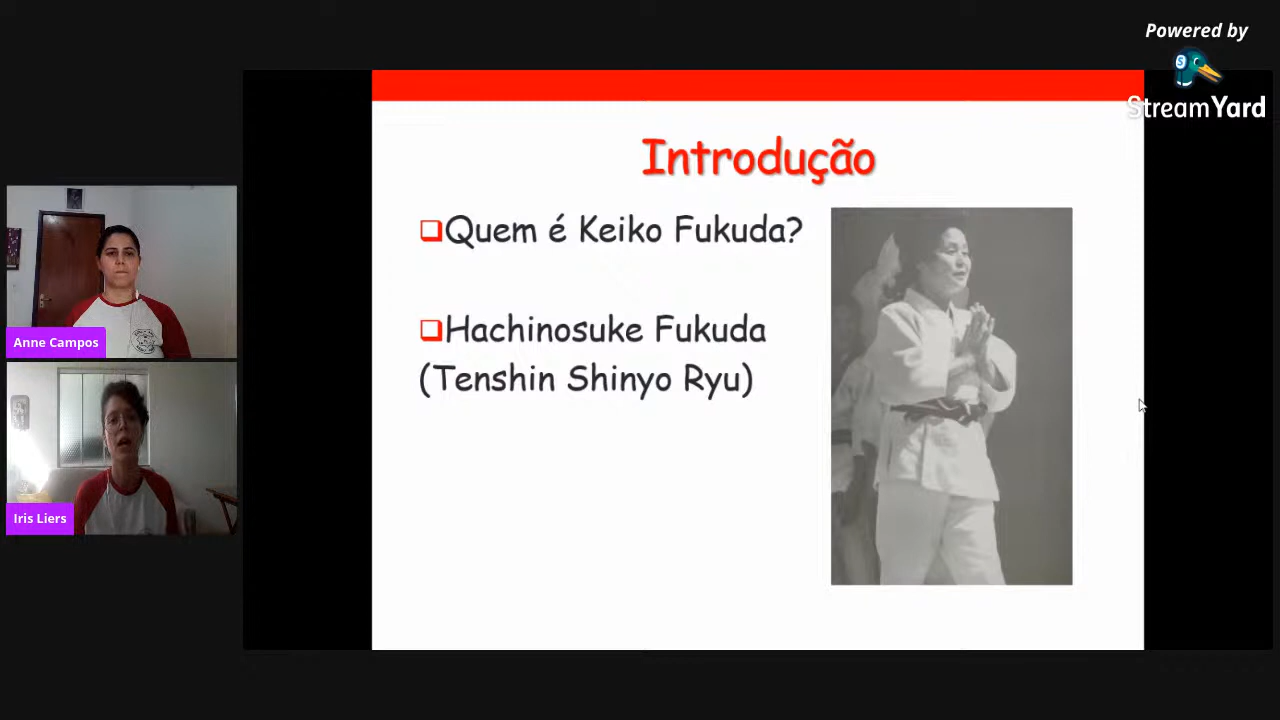 Powered by
StreamYard
Introdução
Quem é Keiko Fukuda?
Hachinosuke Fukuda
(Tenshin Shinyo Ryu)
Anne Campos
Iris Liers